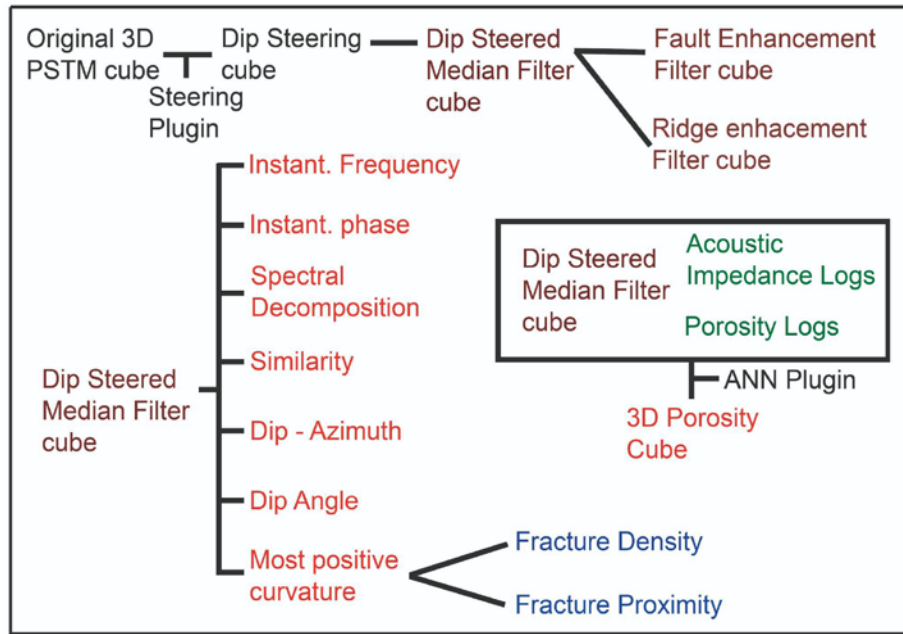 Original 3D
PSTM cube
Steering
Plugin
Dip Steering
cube
Dip Steered
Median Filter
cube
Fault Enhancement
Filter cube
Ridge enhacement
Filter cube
Dip Steered
Median Filter
cube
Instant. Frequency
Instant. phase
Spectral
Decomposition
Similarity
Dip - Azimuth
Dip Angle
Most positive
curvature
Fracture Density
Fracture Proximity
Dip Steered
Median Filter
cube
Acoustic
Impedance Logs
Porosity Logs
ANN Plugin
3D Porosity
Cube